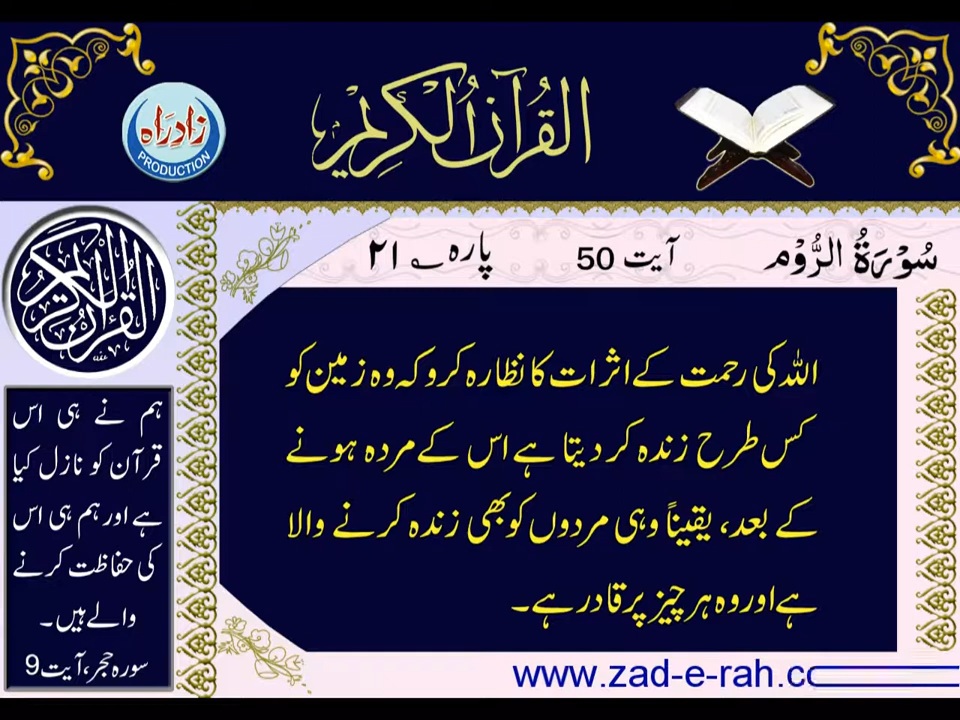 القرآن الكريم
زادِراہ
PRODUCTION
سُوْرَةُ الرُّوْم آیت 50 پارہ ۲۱
اللہ کی رحمت کے اثرات کا نظارہ کرو کہ وہ زمین کو
کس طرح زندہ کر دیتا ہے اس کے مردہ ہونے
کے بعد، یقیناً وہی مردوں کو بھی زندہ کرنے والا
ہے اور وہ ہر چیز پر قادر ہے۔
القرآن الكريم
ہم نے ہی اس
قرآن کو نازل کیا
ہے اور ہم ہی اس
کی حفاظت کرنے
والے ہیں۔
سورہ حجر، آیت 9
www.zad-e-rah.cc